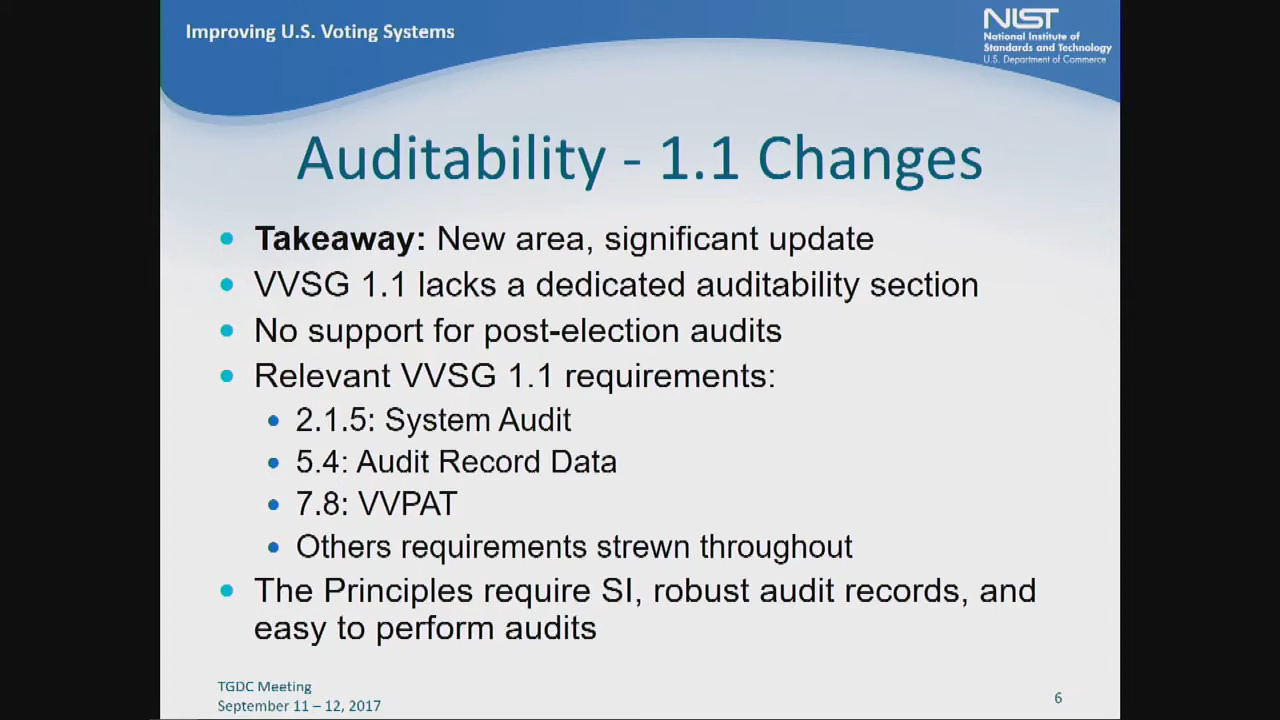 Improving U.S. Voting Systems
NIST
National Institute of
Standards and Technology
U.S. Department of Commerce
Auditability - 1.1 Changes
• Takeaway: New area, significant update
• VVSG 1.1 lacks a dedicated auditability section
• No support for post-election audits
• Relevant VVSG 1.1 requirements:
• 2.1.5: System Audit
• 5.4: Audit Record Data
• 7.8: VVPAT
• Others requirements strewn throughout
• The Principles require SI, robust audit records, and
easy to perform audits
TGDC Meeting
September 11 – 12, 2017
6